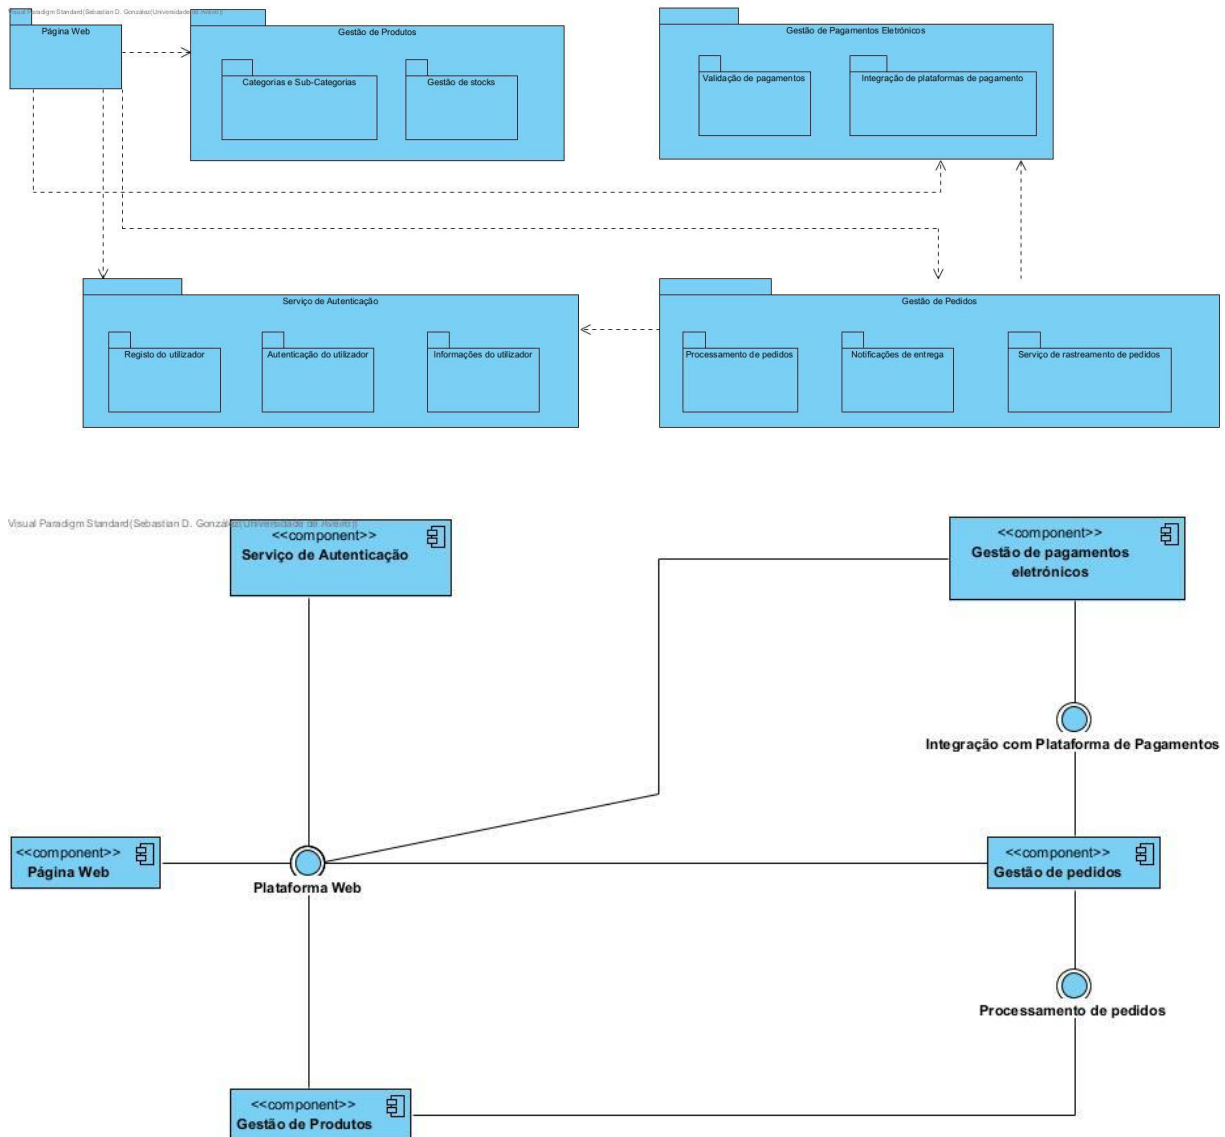 Visual Paradigm Standard(Sebastian D. González(Universidade de Aveiro))
Página Web
Gestão de Produtos
Categorias e Sub-Categorias
Gestão de stocks
Gestão de Pagamentos Eletrónicos
Validação de pagamentos
Integração de plataformas de pagamento
Serviço de Autenticação
Registo do utilizador
Autenticação do utilizador
Informações do utilizador
Gestão de Pedidos
Processamento de pedidos
Notificações de entrega
Serviço de rastreamento de pedidos
Visual Paradigm Standard(Sebastian D. González(Universidade de Aveiro))
<<component>>
Serviço de Autenticação
<<component>>
Gestão de pagamentos
eletrónicos
Integração com Plataforma de Pagamentos
<<component>>
Página Web
Plataforma Web
<<component>>
Gestão de pedidos
Processamento de pedidos
<<component>>
Gestão de Produtos